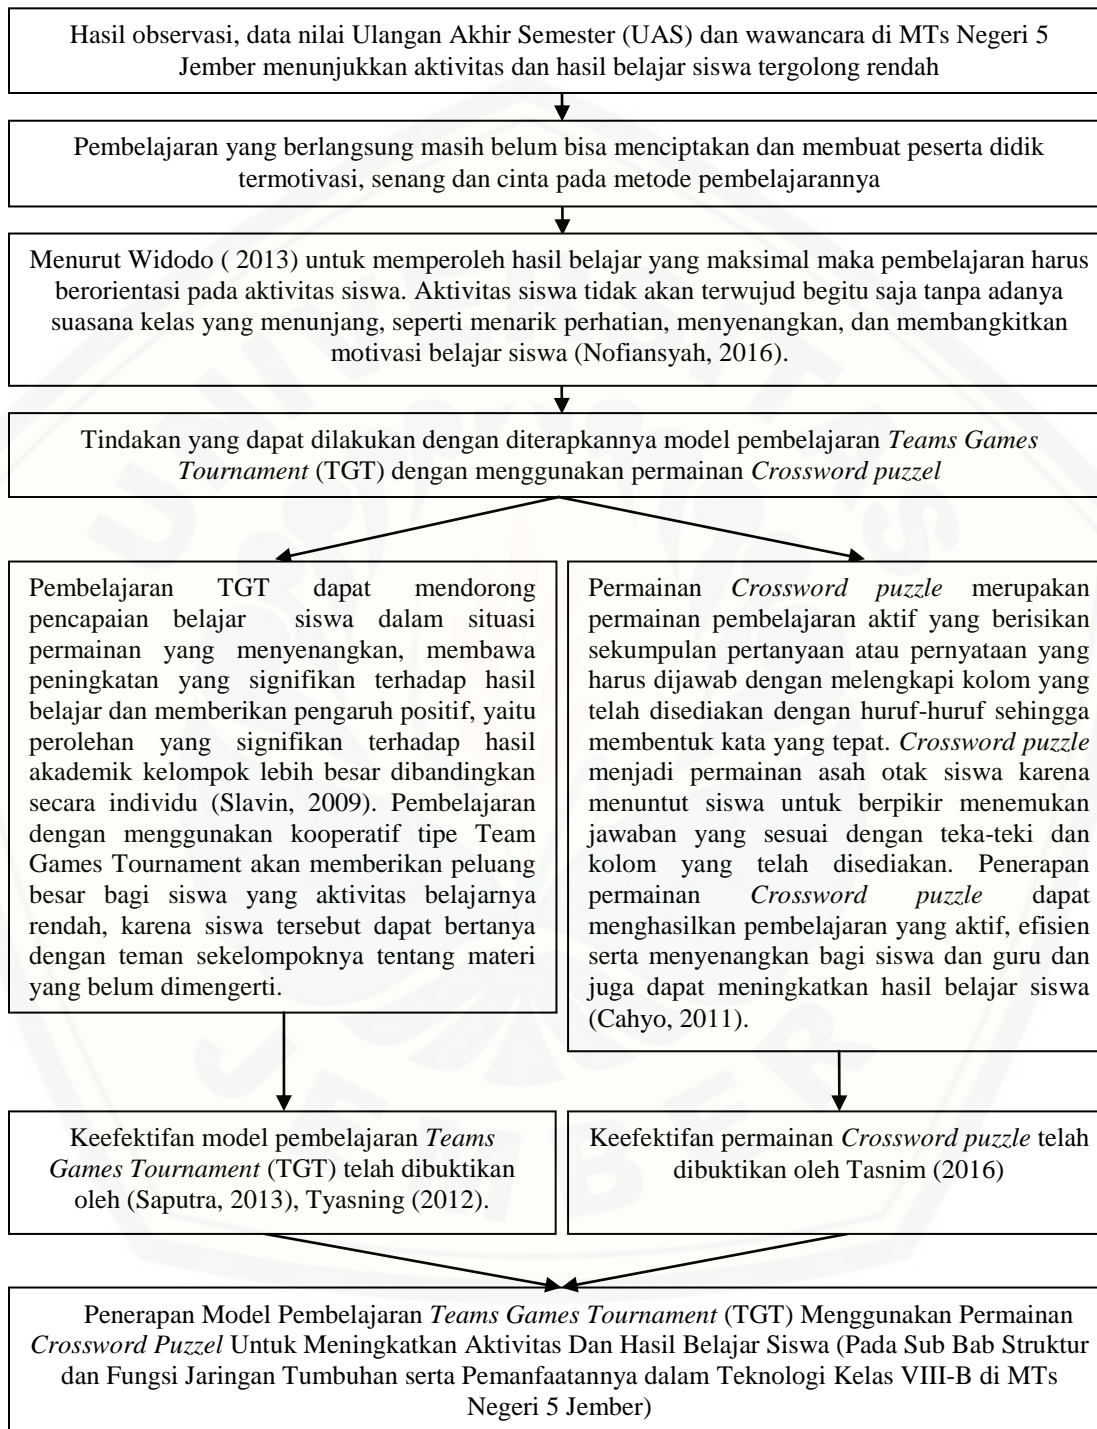 Hasil observasi, data nilai Ulangan Akhir Semester (UAS) dan wawancara di MTs Negeri 5
Jember menunjukkan aktivitas dan hasil belajar siswa tergolong rendah
Pembelajaran yang berlangsung masih belum bisa menciptakan dan membuat peserta didik
termotivasi, senang dan cinta pada metode pembelajarannya
Menurut Widodo ( 2013) untuk memperoleh hasil belajar yang maksimal maka pembelajaran harus
berorientasi pada aktivitas siswa. Aktivitas siswa tidak akan terwujud begitu saja tanpa adanya
suasana kelas yang menunjang, seperti menarik perhatian, menyenangkan, dan membangkitkan
motivasi belajar siswa (Nofiansyah, 2016).
Tindakan yang dapat dilakukan dengan diterapkannya model pembelajaran Teams Games
Tournament (TGT) dengan menggunakan permainan Crossword puzzel
Pembelajaran TGT dapat mendorong
pencapaian belajar siswa dalam situasi
permainan yang menyenangkan, membawa
peningkatan yang signifikan terhadap hasil
belajar dan memberikan pengaruh positif, yaitu
perolehan yang signifikan terhadap hasil
akademik kelompok lebih besar dibandingkan
secara individu (Slavin, 2009). Pembelajaran
dengan menggunakan kooperatif tipe Team
Games Tournament akan memberikan peluang
besar bagi siswa yang aktivitas belajarnya
rendah, karena siswa tersebut dapat bertanya
dengan teman sekelompoknya tentang materi
yang belum dimengerti.
Permainan Crossword puzzle merupakan
permainan pembelajaran aktif yang berisikan
sekumpulan pertanyaan atau pernyataan yang
harus dijawab dengan melengkapi kolom yang
telah disediakan dengan huruf-huruf sehingga
membentuk kata yang tepat. Crossword puzzle
menjadi permainan asah otak siswa karena
menuntut siswa untuk berpikir menemukan
jawaban yang sesuai dengan teka-teki dan
kolom yang telah disediakan. Penerapan
permainan Crossword puzzle dapat
menghasilkan pembelajaran yang aktif, efisien
serta menyenangkan bagi siswa dan guru dan
juga dapat meningkatkan hasil belajar siswa
(Cahyo, 2011).
Keefektifan model pembelajaran Teams
Games Tournament (TGT) telah dibuktikan
oleh (Saputra, 2013), Tyasning (2012).
Keefektifan permainan Crossword puzzle telah
dibuktikan oleh Tasnim (2016)
Penerapan Model Pembelajaran Teams Games Tournament (TGT) Menggunakan Permainan
Crossword Puzzel Untuk Meningkatkan Aktivitas Dan Hasil Belajar Siswa (Pada Sub Bab Struktur
dan Fungsi Jaringan Tumbuhan serta Pemanfaatannya dalam Teknologi Kelas VIII-B di MTs
Negeri 5 Jember)
UNIVERSITAS
JEMBER